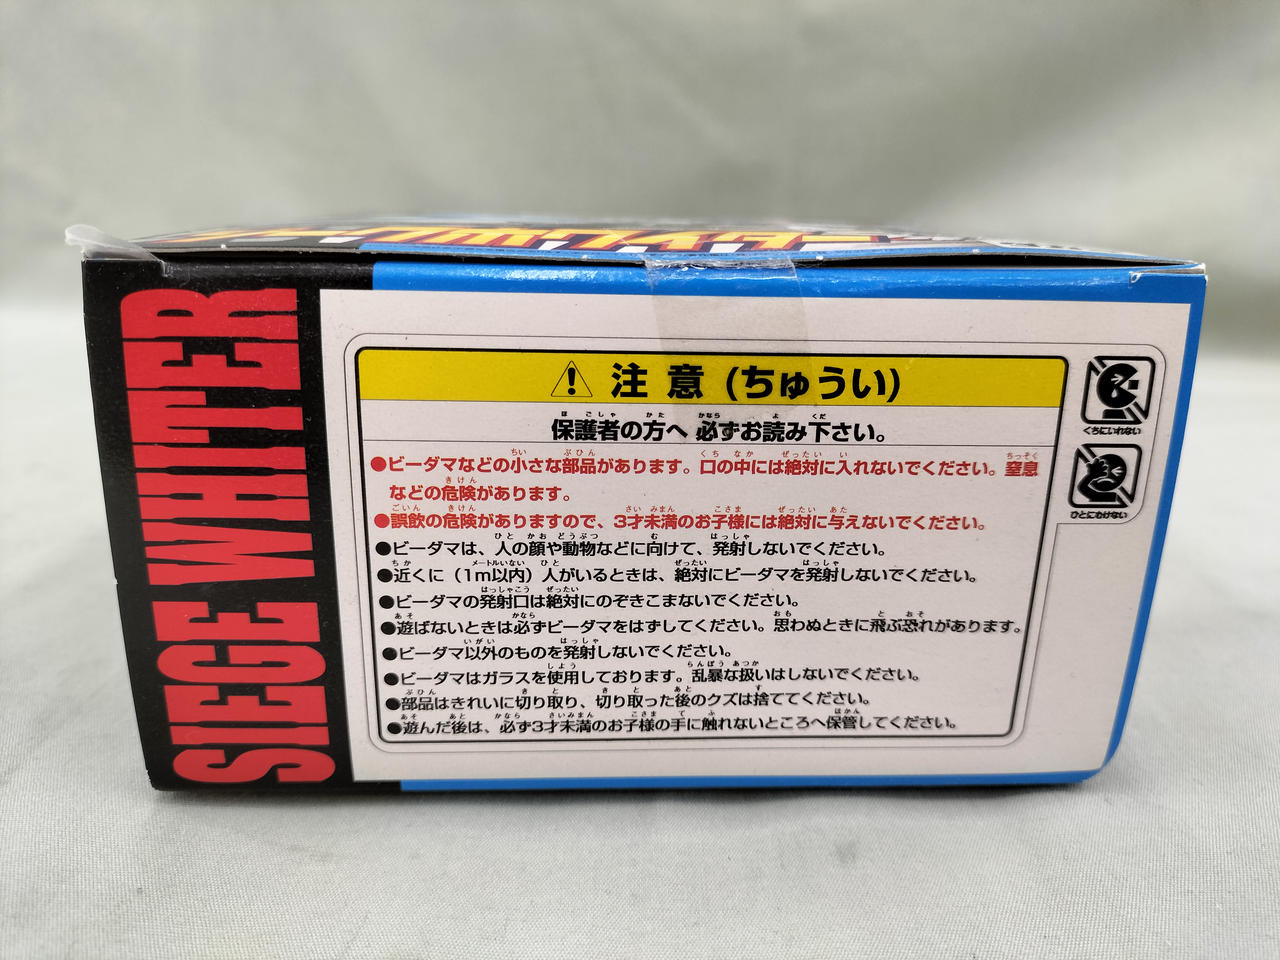 SIEGE WHITER
注意(ちゅうい)
保護者の方へ 必ずお読み下さい。
●ビーダマなどの小さな部品があります。口の中には絶対に入れないでください。窒息
などの危険があります。
●誤飲の危険がありますので、3才未満のお子様には絶対に与えないでください。
●ビーダマは、人の顔や動物などに向けて、発射しないでください。
●近くに(1m以内)人がいるときは、絶対にビーダマを発射しないでください。
●ビーダマの発射口は絶対にのぞきこまないでください。
●遊ばないときは必ずビーダマをはずしてください。思わぬときに飛ぶ恐れがあります。
●ビーダマ以外のものを発射しないでください。
●ビーダマはガラスを使用しております。乱暴な扱いはしないでください。
●部品はきれいに切り取り、切り取った後のクズは捨ててください。
●遊んだ後は、必ず3才未満のお子様の手に触れないところへ保管してください。
くちにいれない
ひとにむけない